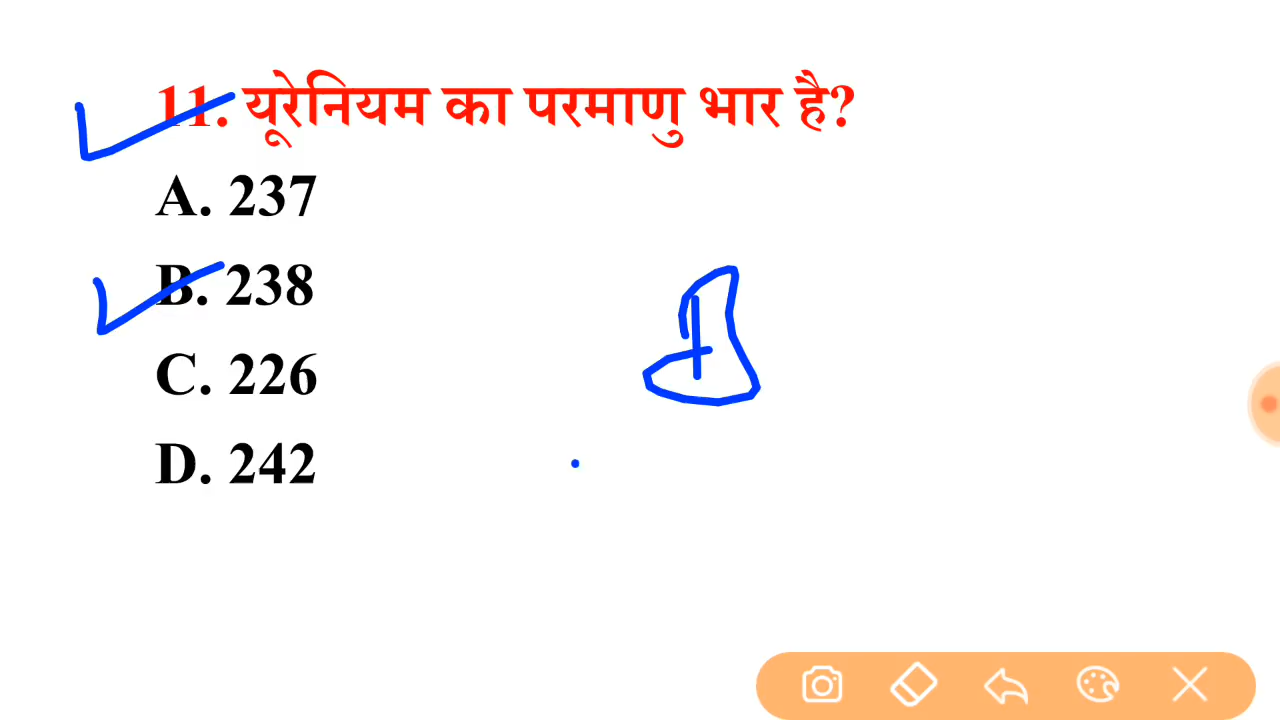 11. यूरेनियम का परमाणु भार है?
A. 237
B. 238
C. 226
D. 242